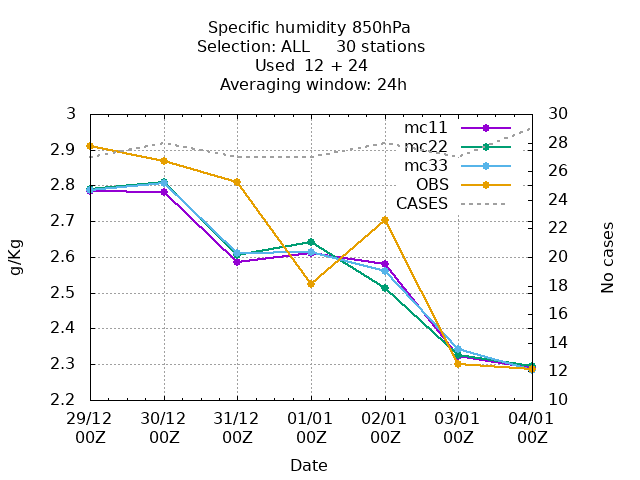 Specific humidity 850hPa
Selection: ALL     30 stations
Used  12 + 24
Averaging window: 24h
3
2.9
2.8
2.7
2.6
2.5
2.4
2.3
2.2
g/Kg
mc11
mc22
mc33
OBS
CASES
30
28
26
24
22
20
18
16
14
12
10
No cases
29/12 30/12 31/12 01/01 02/01 03/01 04/01
00Z 00Z 00Z 00Z 00Z 00Z 00Z
Date